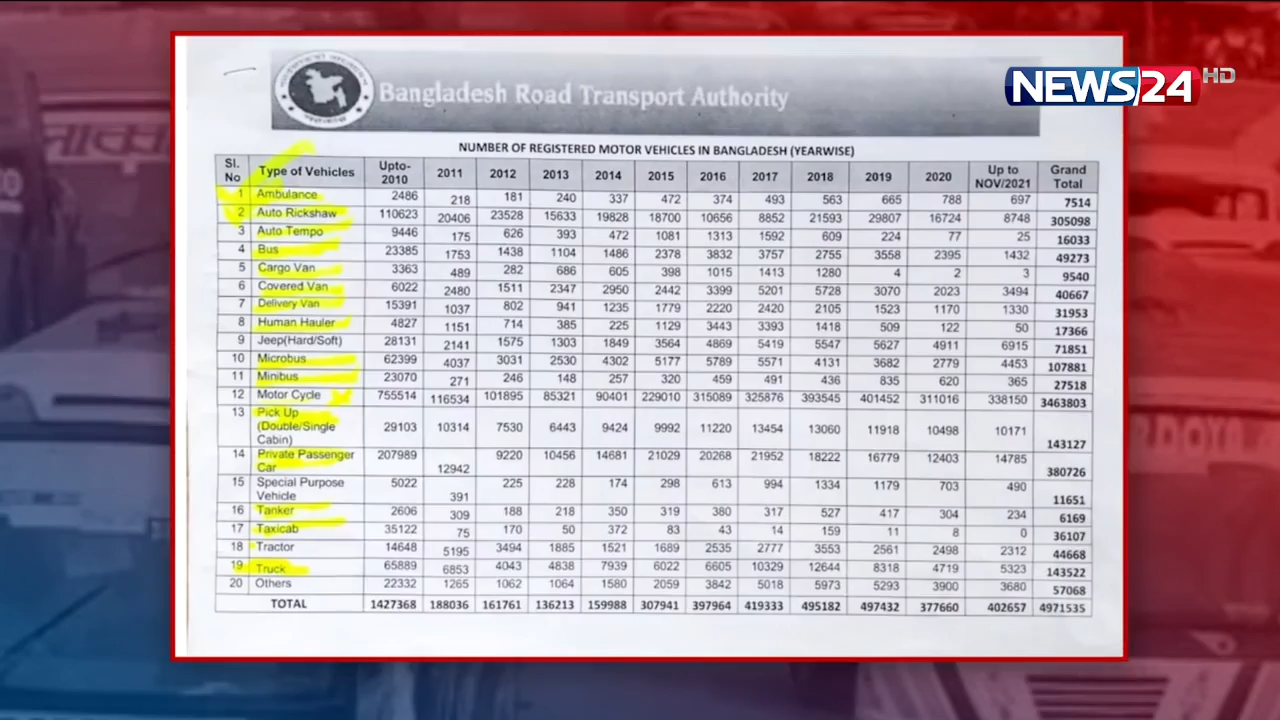 NEWS/24 HD
Bangladesh Road Transport Authority
NUMBER OF REGISTERED MOTOR VEHICLES IN BANGLADESH (YEARWISE)
Sl. No Type of Vehicles Upto-2010 2011 2012 2013 2014 2015 2016 2017 2018 2019 2020 Up to NOV/2021 Grand Total
1 Ambulance 2486 218 181 240 337 472 374 493 563 665 788 697 7514
2 Auto Rickshaw 110623 20406 23528 15633 19828 18700 10656 8852 21593 29807 16724 8748 305098
3 Auto Tempo 9446 175 626 393 472 1081 1313 1592 609 224 77 25 16033
4 Bus 23385 1753 1438 1104 1486 2378 3832 3757 2755 3558 2395 1432 49273
5 Cargo Van 3363 489 282 686 605 398 1015 1413 1280 4 2 3 9540
6 Covered Van 6022 2480 1511 2347 2950 2442 3399 5201 5728 3070 2023 3494 40667
7 Delivery Van 15391 1037 802 941 1235 1779 2220 2420 2105 1523 1170 1330 31953
8 Human Hauler 4827 1151 714 385 225 1129 3443 3393 1418 509 122 50 17366
9 Jeep(Hard/Soft) 28131 2141 1575 1303 1849 3564 4869 5419 5547 5627 4911 6915 71851
10 Microbus 62399 4037 3031 2530 4302 5177 5789 5571 4131 3682 2779 4453 107881
11 Minibus 23070 271 246 148 257 320 459 491 436 835 620 365 27518
12 Motor Cycle 755514 116534 101895 85321 90401 229010 315089 325876 393545 401452 311016 338150 3463803
13 Pick Up (Double/Single Cabin) 29103 10314 7530 6443 9424 9992 11220 13454 13060 11918 10498 10171 143127
14 Private Passenger Car 207989 12942 9220 10456 14681 21029 20268 21952 18222 16779 12403 14785 380726
15 Special Purpose Vehicle 5022 391 225 228 174 298 613 994 1334 1179 703 490 11651
16 Tanker 2606 309 188 218 350 319 380 317 527 417 304 234 6169
17 Taxicab 35122 75 170 50 372 83 43 14 159 11 8 0 36107
18 Tractor 14648 5195 3494 1885 1521 1689 2535 2777 3553 2561 2498 2312 44668
19 Truck 65889 6853 4043 4838 7939 6022 6605 10329 12644 8318 4719 5323 143522
20 Others 22332 1265 1062 1064 1580 2059 3842 5018 5973 5293 3900 3680 57068
TOTAL 1427368 188036 161761 136213 159988 307941 397964 419333 495182 497432 377660 402657 4971535